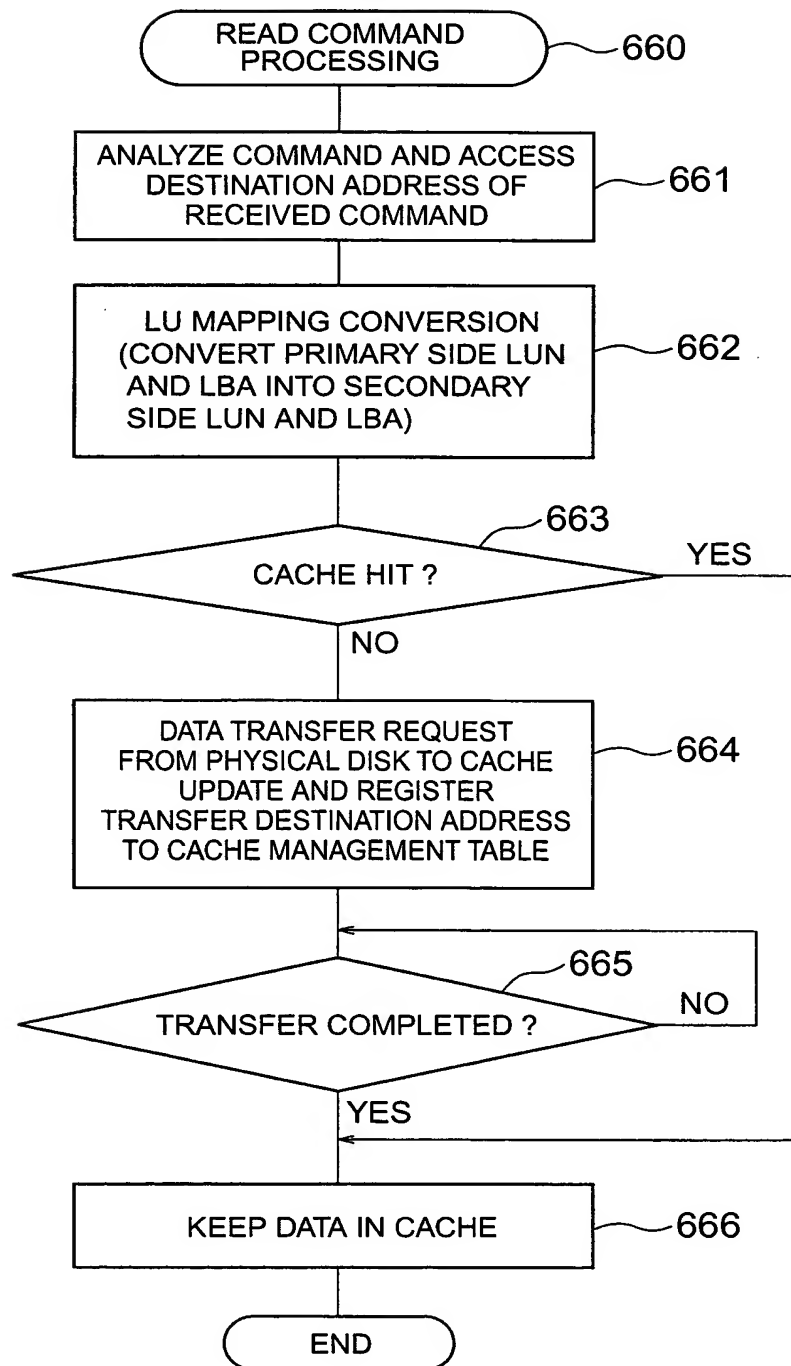 READ COMMAND
PROCESSING
660
ANALYZE COMMAND AND ACCESS
DESTINATION ADDRESS OF
RECEIVED COMMAND
661
LU MAPPING CONVERSION
(CONVERT PRIMARY SIDE LUN
AND LBA INTO SECONDARY
SIDE LUN AND LBA)
662
663
CACHE HIT ?
YES
NO
DATA TRANSFER REQUEST
FROM PHYSICAL DISK TO CACHE
UPDATE AND REGISTER
TRANSFER DESTINATION ADDRESS
TO CACHE MANAGEMENT TABLE
664
665
TRANSFER COMPLETED ?
NO
YES
KEEP DATA IN CACHE
666
END